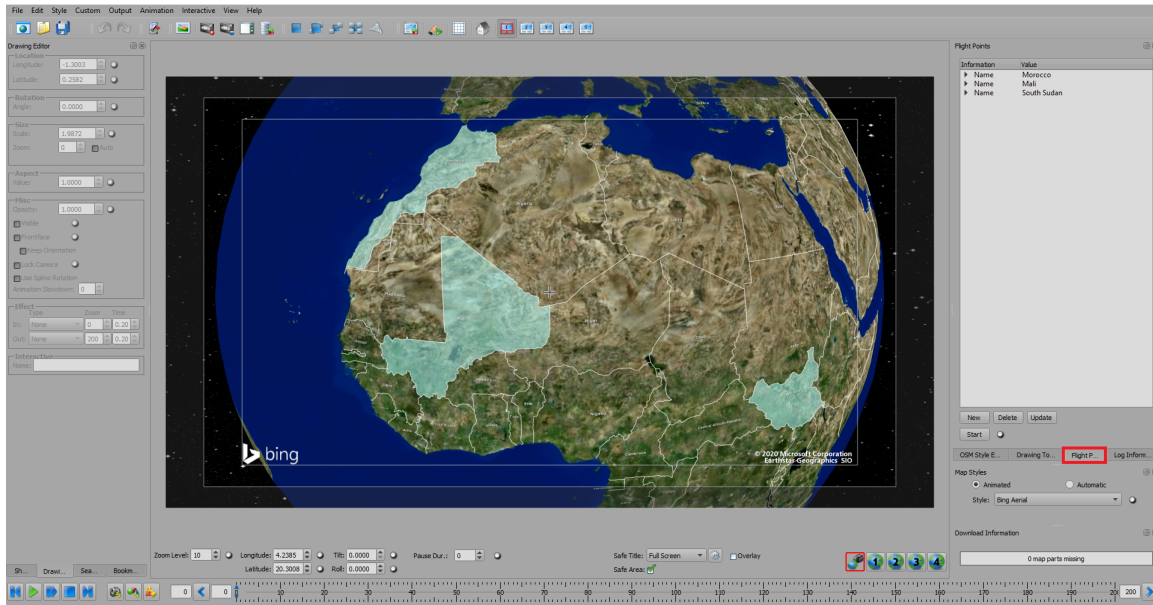 File Edit Style Custom Output Animation Interactive View Help
Drawing Editor
Location
Longitude: -1.3003
Latitude: 0.2582
Rotation
Angle: 0.0000
Size
Scale: 1.9872
Zoom: 0 Auto
Aspect
Value: 1.0000
Misc
Opacity: 1.0000
Visible
Frontface
Keep Orientation
Lock Camera
Use Spline Rotation
Animation Slowdown: 0
Effect
Type Zoom Time
In: None 0 0.20
Out: None 200 0.20
Interactive
Name:
Sh... Drawi... Sea... Bookm...
Algeria
Niger
Nigeria
bing
© 2020 Microsoft Corporation
Earthstar Geographics SIO
Zoom Level: 10 Longitude: 4.2385 Tilt: 0.0000 Pause Dur.: 0
Latitude: 20.3008 Roll: 0.0000
Safe Title: Full Screen Overlay
Safe Area:
1 2 3 4
Flight Points
Information Value
Name Morocco
Name Mali
Name South Sudan
New Delete Update
Start
OSM Style E... Drawing To... Flight P... Log Inform...
Map Styles
Animated Automatic
Style: Bing Aerial
Download Information
0 map parts missing
0 0 0 10 20 30 40 50 60 70 80 90 100 110 120 130 140 150 160 170 180 190 20 200